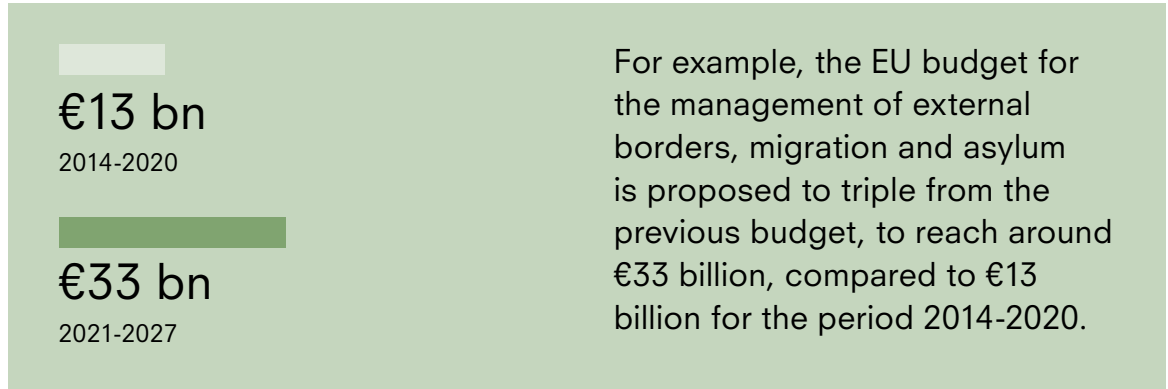 €13 bn
2014-2020
€33 bn
2021-2027
For example, the EU budget for
the management of external
borders, migration and asylum
is proposed to triple from the
previous budget, to reach around
€33 billion, compared to €13
billion for the period 2014-2020.